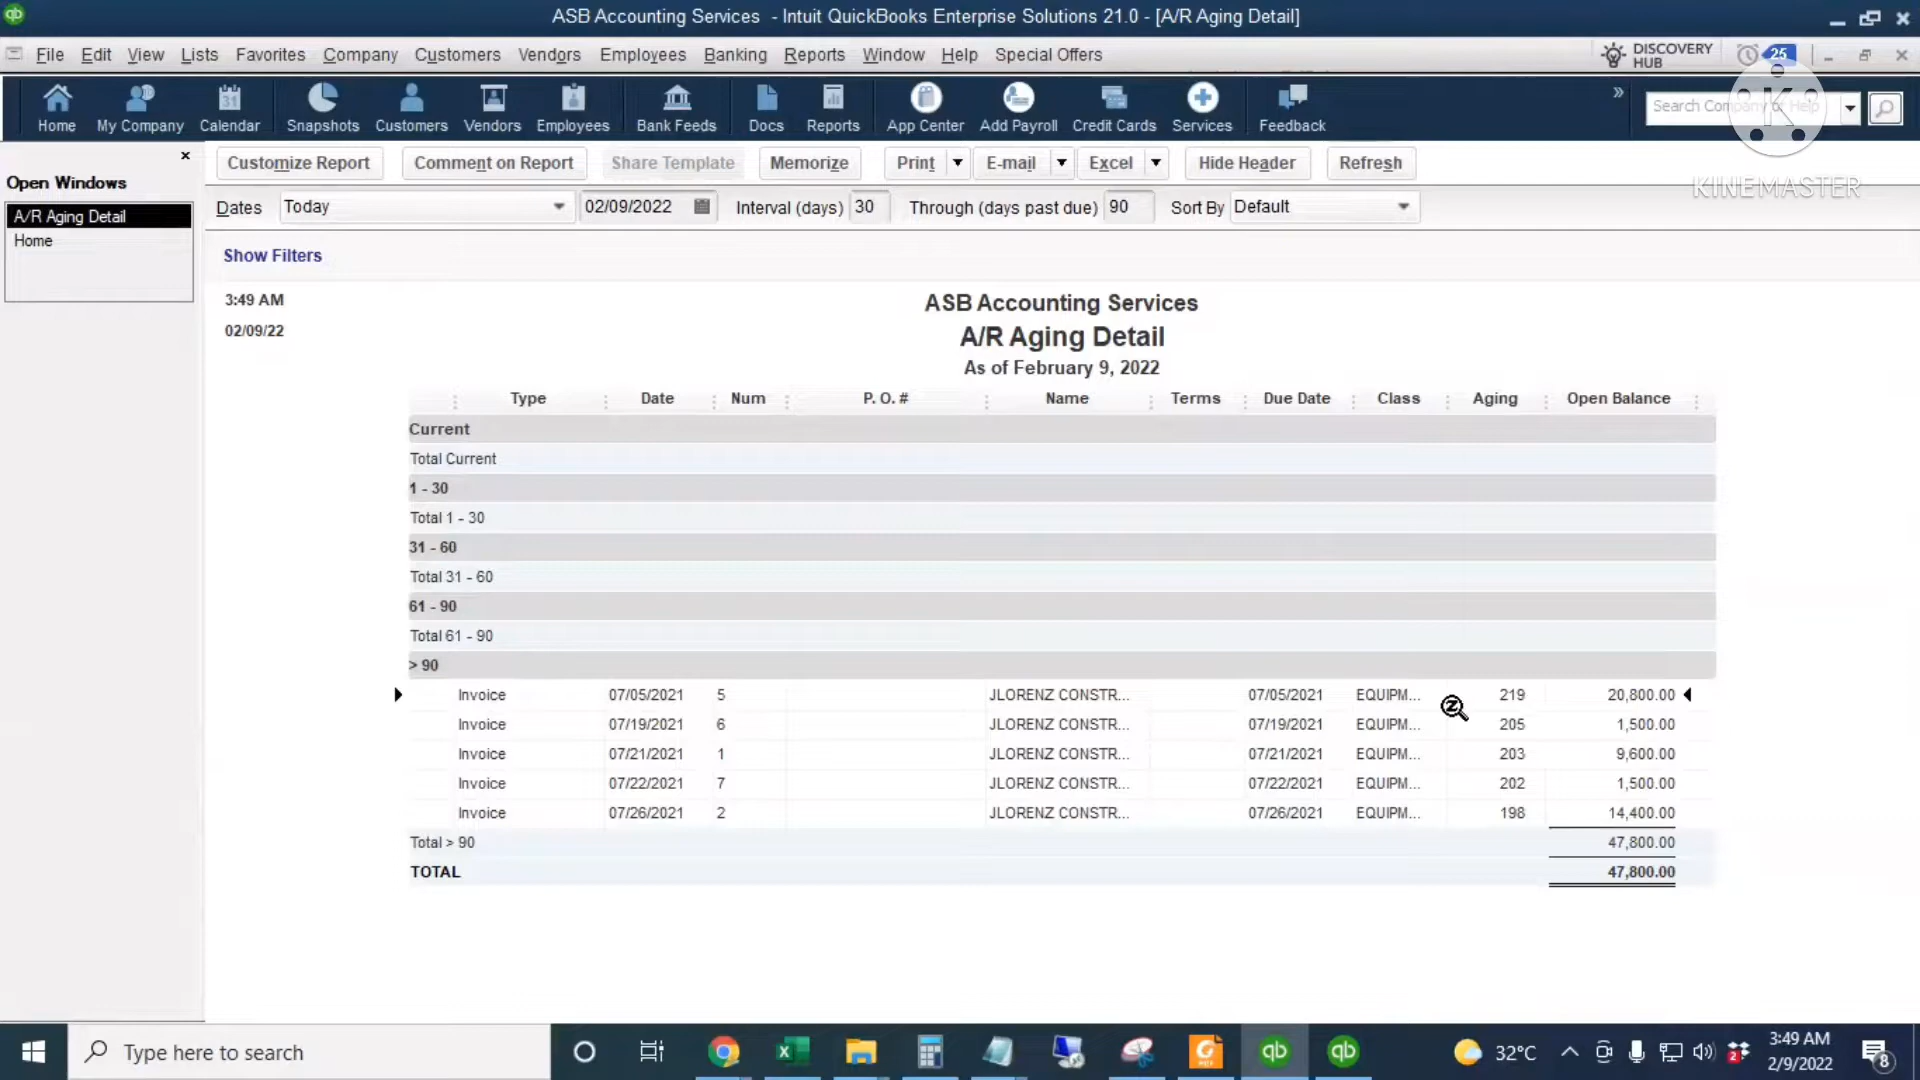 ASB Accounting Services - Intuit QuickBooks Enterprise Solutions 21.0 - [A/R Aging Detail]
File Edit View Lists Favorites Company Customers Vendors Employees Banking Reports Window Help Special Offers DISCOVERY HUB 25
Home My Company Calendar Snapshots Customers Vendors Employees Bank Feeds Docs Reports App Center Add Payroll Credit Cards Services Feedback » Search Company or Help
31
K
KINEMASTER
Customize Report Comment on Report Share Template Memorize Print E-mail Excel Hide Header Refresh
Open Windows
A/R Aging Detail
Home
Dates Today 02/09/2022 Interval (days) 30 Through (days past due) 90 Sort By Default
Show Filters
3:49 AM
02/09/22
ASB Accounting Services
A/R Aging Detail
As of February 9, 2022
Type Date Num P. O. # Name Terms Due Date Class Aging Open Balance
Current
Total Current
1 - 30
Total 1 - 30
31 - 60
Total 31 - 60
61 - 90
Total 61 - 90
> 90
Invoice 07/05/2021 5 JLORENZ CONSTR... 07/05/2021 EQUIPM... 219 20,800.00
Invoice 07/19/2021 6 JLORENZ CONSTR... 07/19/2021 EQUIPM... 205 1,500.00
Invoice 07/21/2021 1 JLORENZ CONSTR... 07/21/2021 EQUIPM... 203 9,600.00
Invoice 07/22/2021 7 JLORENZ CONSTR... 07/22/2021 EQUIPM... 202 1,500.00
Invoice 07/26/2021 2 JLORENZ CONSTR... 07/26/2021 EQUIPM... 198 14,400.00
Total > 90 47,800.00
TOTAL 47,800.00
Type here to search
32°C
3:49 AM
2/9/2022
8